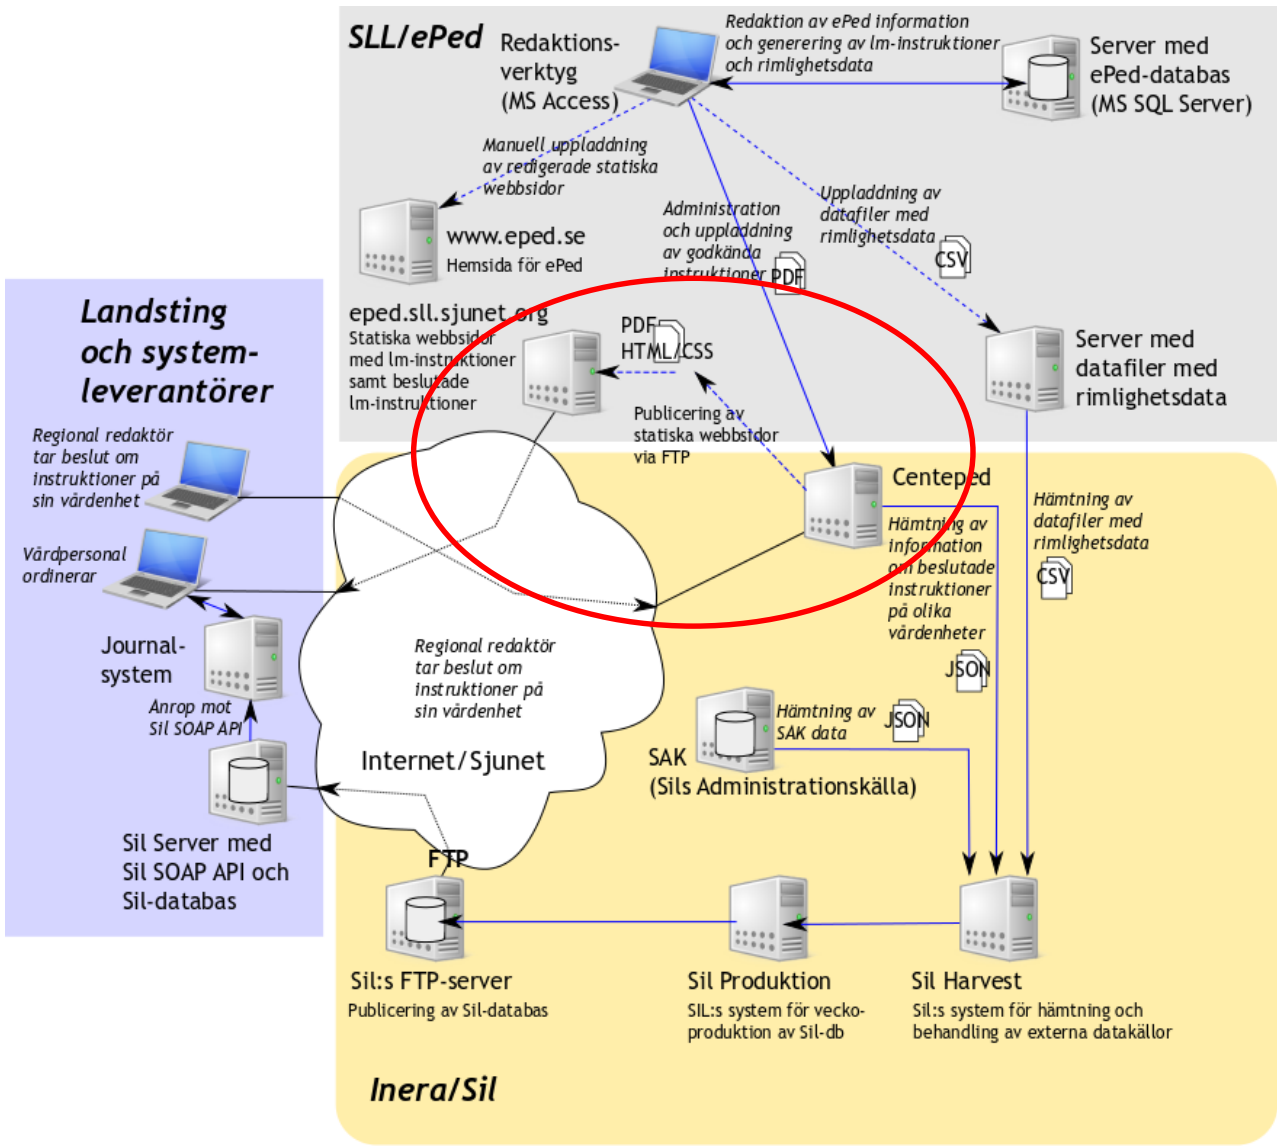 SLL/ePed
Redaktions-
verktyg
(MS Access)
Redaktion av ePed information
och generering av lm-instruktioner
och rimlighetsdata
Server med
ePed-databas
(MS SQL Server)
Manuell uppladdning
av redigerade statiska
webbsidor
www.eped.se
Hemsida för ePed
Administration
och uppladdning
av godkända
instruktioner
PDF
Uppladdning av
datafiler med
rimlighetsdata
CSV
eped.sll.sjunet.org
Statiska webbsidor
med lm-instruktioner
samt beslutade
lm-instruktioner
PDF
HTML/CSS
Publicering av
statiska webbsidor
via FTP
Server med
datafiler med
rimlighetsdata
Landsting
och system-
leverantörer
Regional redaktör
tar beslut om
instruktioner på
sin vårdenhet
Vårdpersonal
ordinerar
Journal-
system
Anrop mot
Sil SOAP API
Sil Server med
Sil SOAP API och
Sil-databas
Centeped
Hämtning av
information
om beslutade
instruktioner
på olika
vårdenheter
JSON
Hämtning av
datafiler med
rimlighetsdata
CSV
Regional redaktör
tar beslut om
instruktioner på
sin vårdenhet
Internet/Sjunet
Hämtning av
SAK data
JSON
SAK
(Sils Administrationskälla)
FTP
Sil:s FTP-server
Publicering av Sil-databas
Sil Produktion
SIL:s system för vecko-
produktion av Sil-db
Sil Harvest
Sil:s system för hämtning och
behandling av externa datakällor
Inera/Sil